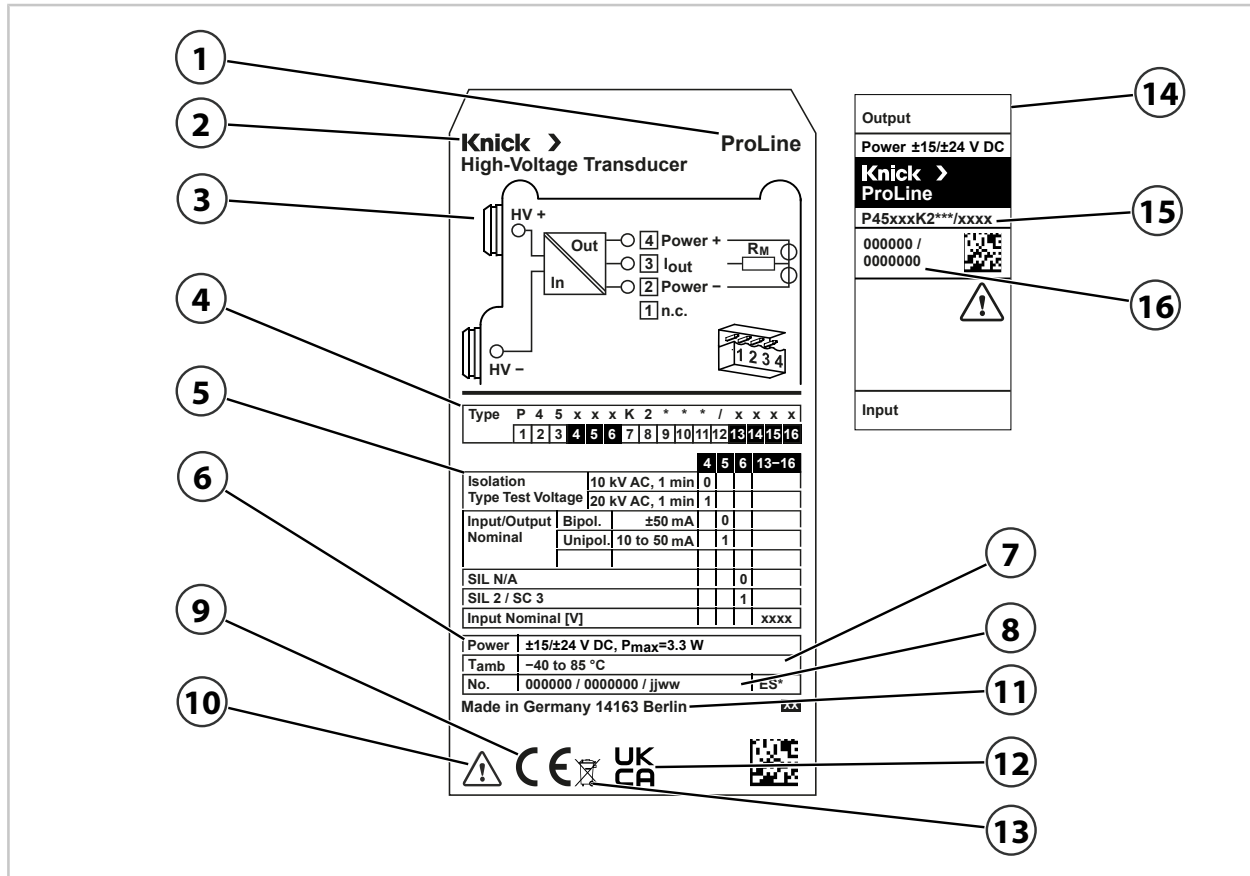 1
2
3
4
5
6
9
10
Knick > ProLine
High-Voltage Transducer
HV +
Out
In
4 Power +
3 Iout
2 Power −
1 n.c.
RM
HV −
1 2 3 4
Type P 4 5 x x x K 2 * * * / x x x x
1 2 3 4 5 6 7 8 9 10 11 12 13 14 15 16
4 5 6 13−16
Isolation 10 kV AC, 1 min 0
Type Test Voltage 20 kV AC, 1 min 1
Input/Output Bipol. ±50 mA 0
Nominal Unipol. 10 to 50 mA 1
SIL N/A 0
SIL 2 / SC 3 1
Input Nominal [V] xxxx
Power ±15/±24 V DC, Pmax=3.3 W
Tamb −40 to 85 °C
No. 000000 / 0000000 / jjww ES*
Made in Germany 14163 Berlin xx
CE
UK
CA
7
8
11
12
13
Output
Power ±15/±24 V DC
Knick >
ProLine
P45xxxK2***/xxxx
000000 /
0000000
Input
14
15
16